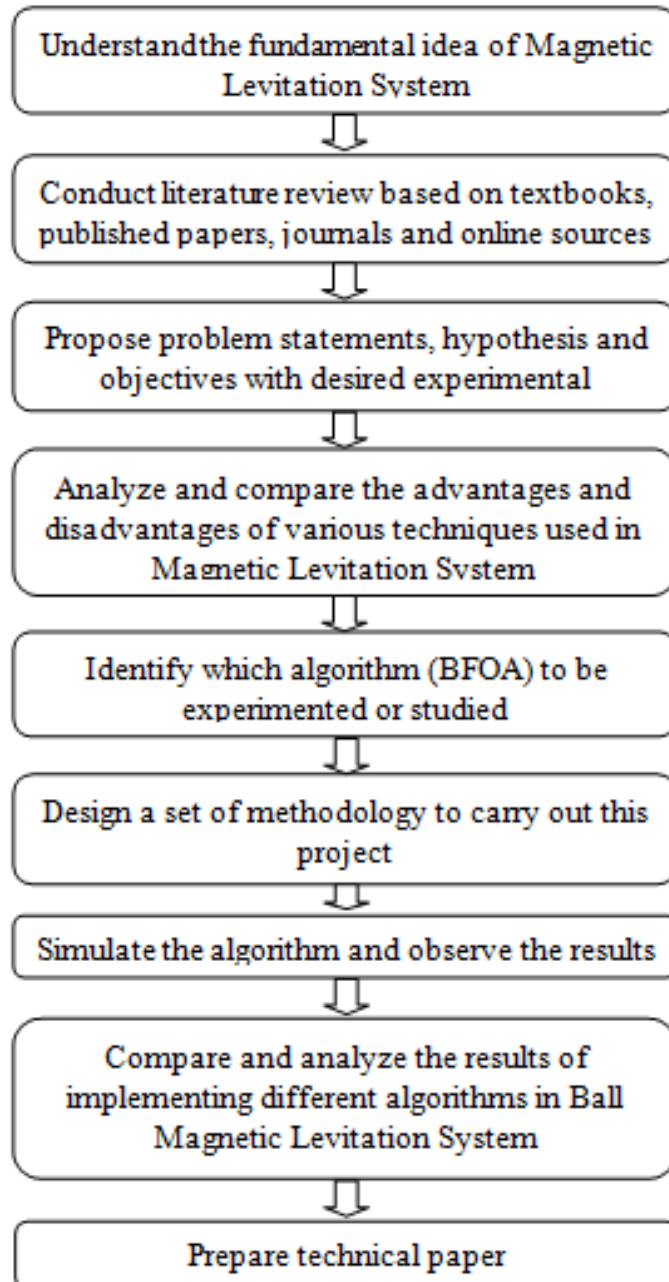 Understand the fundamental idea of Magnetic
Levitation System
Conduct literature review based on textbooks,
published papers, journals and online sources
Propose problem statements, hypothesis and
objectives with desired experimental
Analyze and compare the advantages and
disadvantages of various techniques used in
Magnetic Levitation System
Identify which algorithm (BFOA) to be
experimented or studied
Design a set of methodology to carry out this
project
Simulate the algorithm and observe the results
Compare and analyze the results of
implementing different algorithms in Ball
Magnetic Levitation System
Prepare technical paper